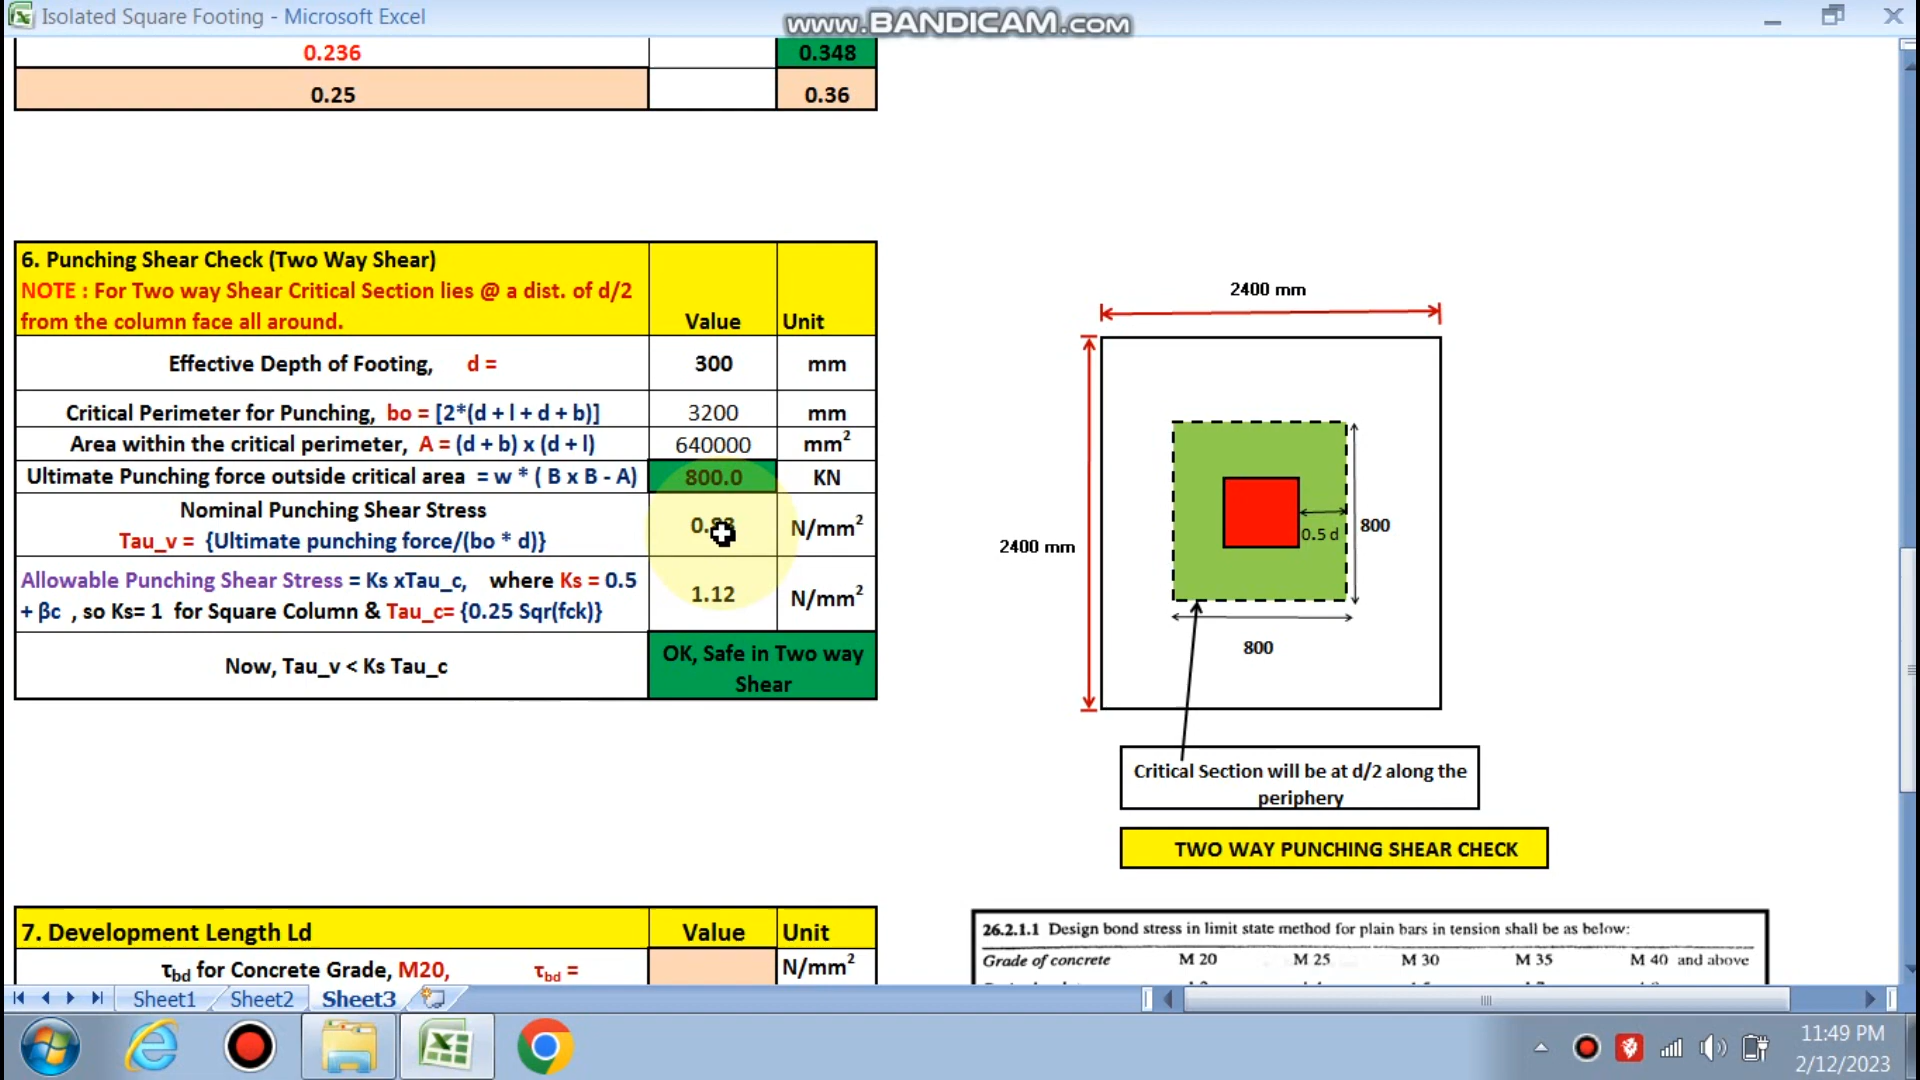 Isolated Square Footing - Microsoft Excel
WWW.BANDICAM.COM
0.236 0.348
0.25 0.36
6. Punching Shear Check (Two Way Shear)
NOTE : For Two way Shear Critical Section lies @ a dist. of d/2
from the column face all around. Value Unit
Effective Depth of Footing, d = 300 mm
Critical Perimeter for Punching, bo = [2*(d + l + d + b)] 3200 mm
Area within the critical perimeter, A = (d + b) x (d + l) 640000 mm²
Ultimate Punching force outside critical area = w * ( B x B - A) 800.0 KN
Nominal Punching Shear Stress
Tau_v = {Ultimate punching force/(bo * d)} N/mm²
Allowable Punching Shear Stress = Ks xTau_c, where Ks = 0.5
+ βc , so Ks= 1 for Square Column & Tau_c= {0.25 Sqr(fck)} 1.12 N/mm²
Now, Tau_v < Ks Tau_c
OK, Safe in Two way
Shear
2400 mm
2400 mm
0.5 d
800
800
Critical Section will be at d/2 along the
periphery
TWO WAY PUNCHING SHEAR CHECK
7. Development Length Ld Value Unit
τbd for Concrete Grade, M20, τbd = N/mm²
26.2.1.1 Design bond stress in limit state method for plain bars in tension shall be as below:
Grade of concrete M 20 M 25 M 30 M 35 M 40 and above
Sheet1 Sheet2 Sheet3
11:49 PM
2/12/2023